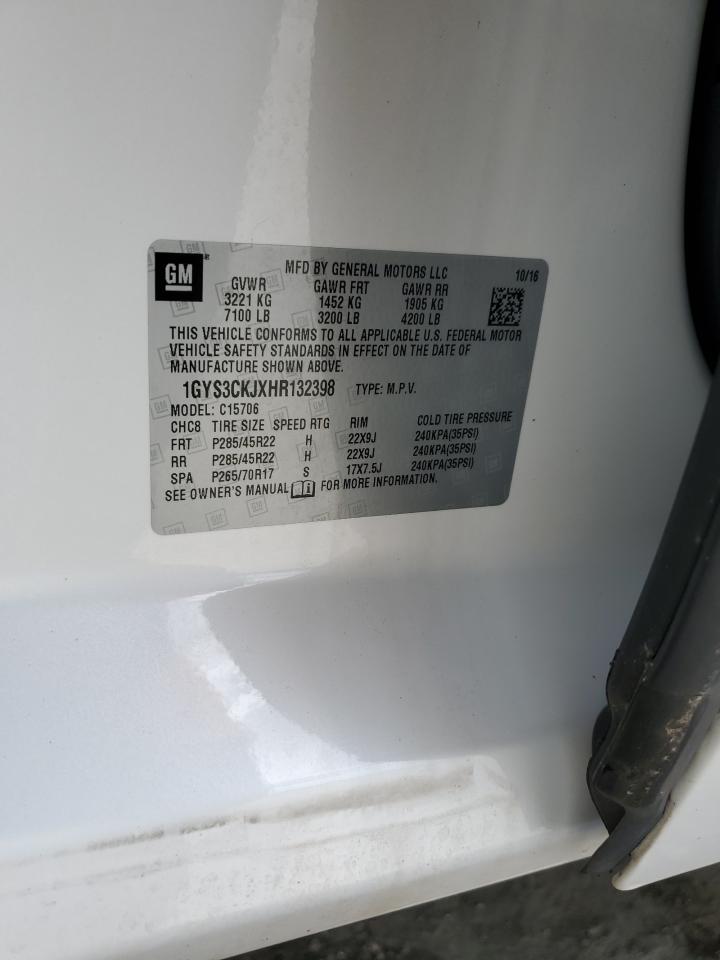 GM
MFD BY GENERAL MOTORS LLC 10/16
GVWR GAWR FRT GAWR RR
3221 KG 1452 KG 1905 KG
7100 LB 3200 LB 4200 LB
THIS VEHICLE CONFORMS TO ALL APPLICABLE U.S. FEDERAL MOTOR
VEHICLE SAFETY STANDARDS IN EFFECT ON THE DATE OF
MANUFACTURE SHOWN ABOVE.
1GYS3CKJXHR132398 TYPE: M.P.V.
MODEL: C15706
CHC8 TIRE SIZE SPEED RTG RIM COLD TIRE PRESSURE
FRT P285/45R22 H 22X9J 240KPA(35PSI)
RR P285/45R22 H 22X9J 240KPA(35PSI)
SPA P265/70R17 S 17X7.5J 240KPA(35PSI)
SEE OWNER'S MANUAL FOR MORE INFORMATION.